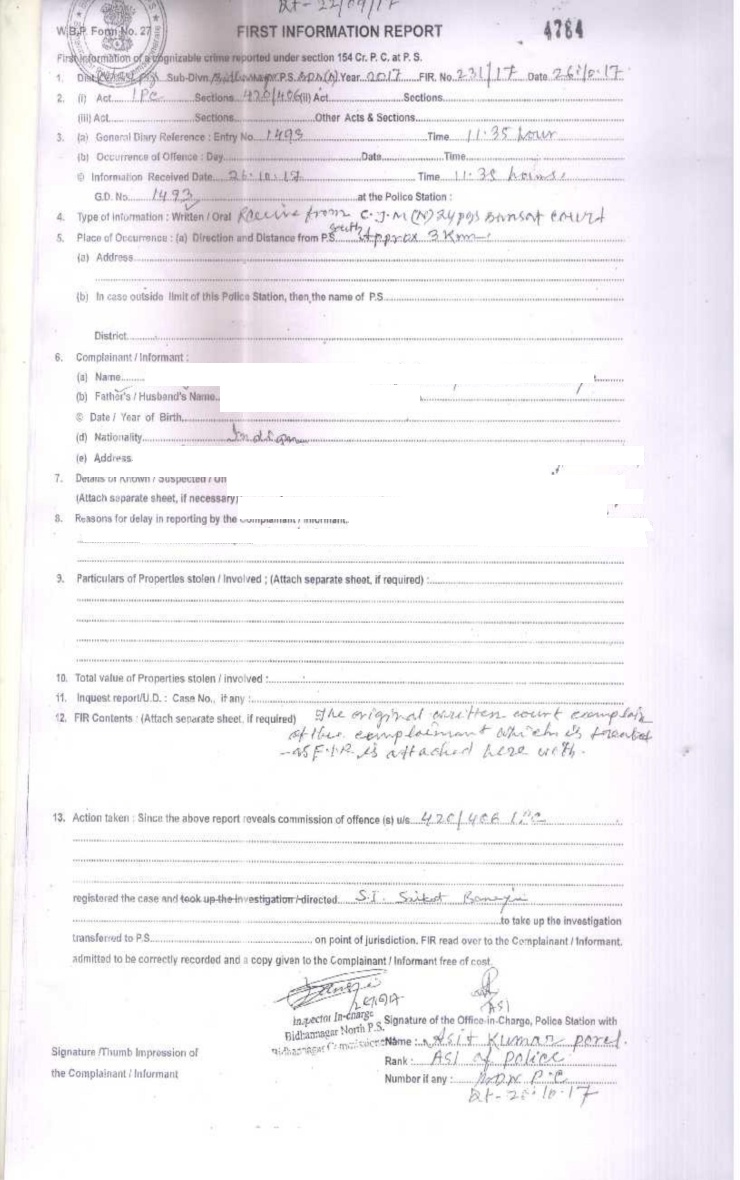 Dt - 22/09/17
W.B.P. Form No. 27
FIRST INFORMATION REPORT
4764
First information of a cognizable crime reported under section 154 Cr. P. C. at P. S.
1. Dist. Sub-Divn. P.S. BDN(N) Year 2017 FIR. No. 231/17 Date 26.10.17
2. (i) Act IPC Sections 420/406 (ii) Act Sections
(iii) Act Sections Other Acts & Sections
3. (a) General Diary Reference : Entry No. 1493 Time 11.35 hour
(b) Occurrence of Offence : Day Date Time
© Information Received Date 26.10.17 Time 11.35 hours
G.D. No. 1493 at the Police Station :
4. Type of information : Written / Oral Receive from C.J.M (N) 24 pgs court
5. Place of Occurrence : (a) Direction and Distance from P.S. South Approx 3 Km
(a) Address
(b) In case outside limit of this Police Station, then the name of P.S.
District
6. Complainant / Informant :
(a) Name
(b) Father's / Husband's Name
© Date / Year of Birth
(d) Nationality Indian
(e) Address
7. Details of Known / Suspected / Un
(Attach separate sheet, if necessary)
8. Reasons for delay in reporting by the Complainant / Informant.
9. Particulars of Properties stolen / Involved ; (Attach separate sheet, if required) :
10. Total value of Properties stolen / involved :
11. Inquest report/U.D. : Case No., if any :
12. FIR Contents : (Attach separate sheet, if required) The original written court complain
of the complainant which is treated
as F.I.R is attached here with.
13. Action taken : Since the above report reveals commission of offence (s) u/s 420/406 IPC
registered the case and took up the investigation / directed S.I. Saikat Banerjee
to take up the investigation
transferred to P.S. on point of jurisdiction, FIR read over to the Complainant / Informant,
admitted to be correctly recorded and a copy given to the Complainant / Informant free of cost.
ASI
Inspector In-charge
Bidhannagar North P.S.
Bidhannagar Commissionerate
Signature of the Office-in-Charge, Police Station with
Name : Asit Kumar Porel.
Rank : ASI of Police
Number if any : BDN P.C
Dt - 26.10.17
Signature /Thumb Impression of
the Complainant / Informant